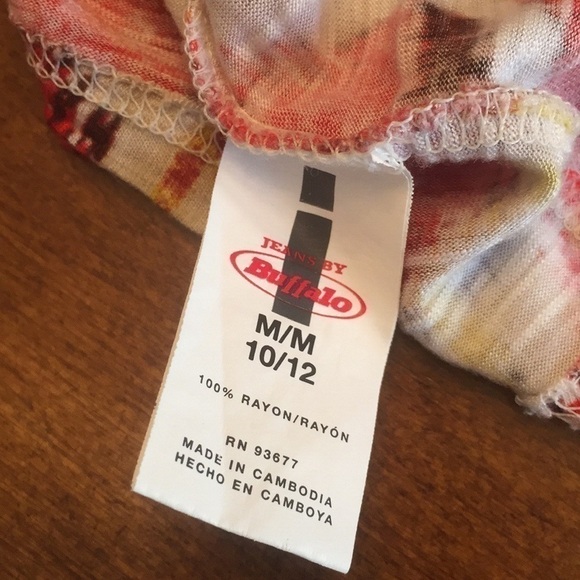 JEANS BY
Buffalo
M/M
10/12
100% RAYON/RAYÓN
RN 93677
MADE IN CAMBODIA
HECHO EN CAMBOYA